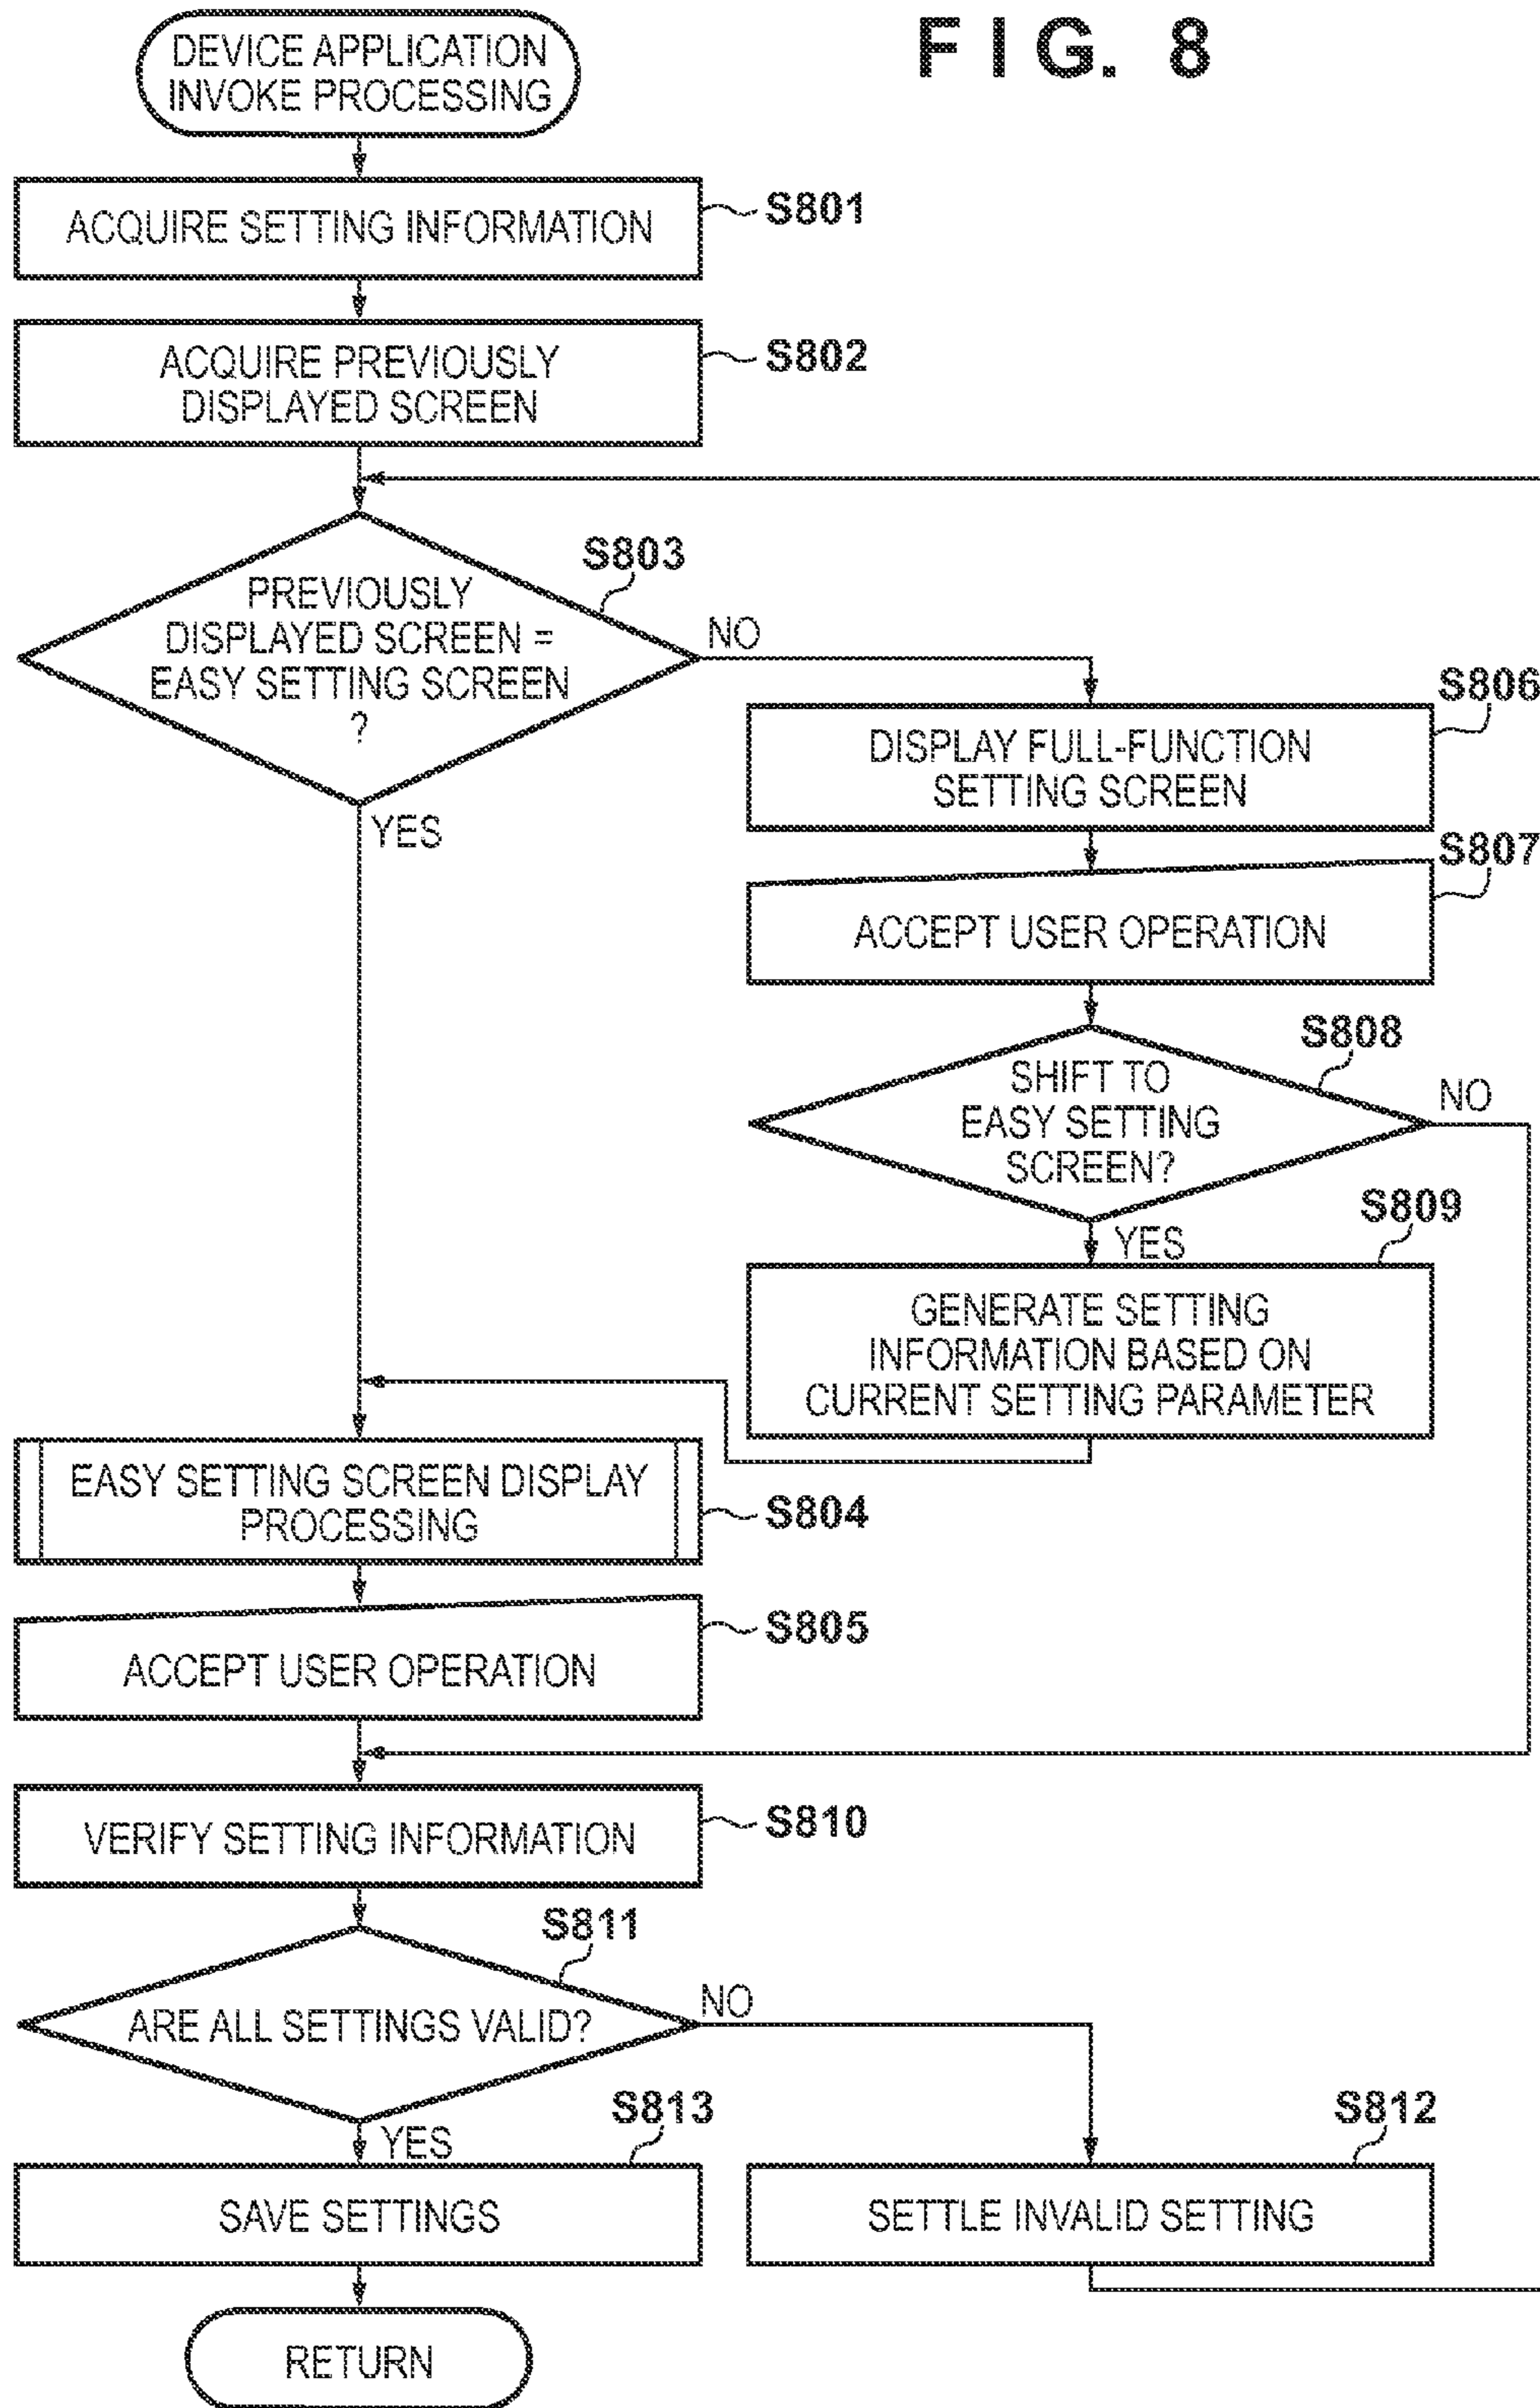 FIG. 8
DEVICE APPLICATION
INVOKE PROCESSING
ACQUIRE SETTING INFORMATION
S801
ACQUIRE PREVIOUSLY
DISPLAYED SCREEN
S802
S803
PREVIOUSLY
DISPLAYED SCREEN =
EASY SETTING SCREEN
?
NO
YES
S806
DISPLAY FULL-FUNCTION
SETTING SCREEN
S807
ACCEPT USER OPERATION
S808
SHIFT TO
EASY SETTING
SCREEN?
NO
YES
S809
GENERATE SETTING
INFORMATION BASED ON
CURRENT SETTING PARAMETER
EASY SETTING SCREEN DISPLAY
PROCESSING
S804
ACCEPT USER OPERATION
S805
VERIFY SETTING INFORMATION
S810
S811
ARE ALL SETTINGS VALID?
NO
YES
S813
SAVE SETTINGS
S812
SETTLE INVALID SETTING
RETURN